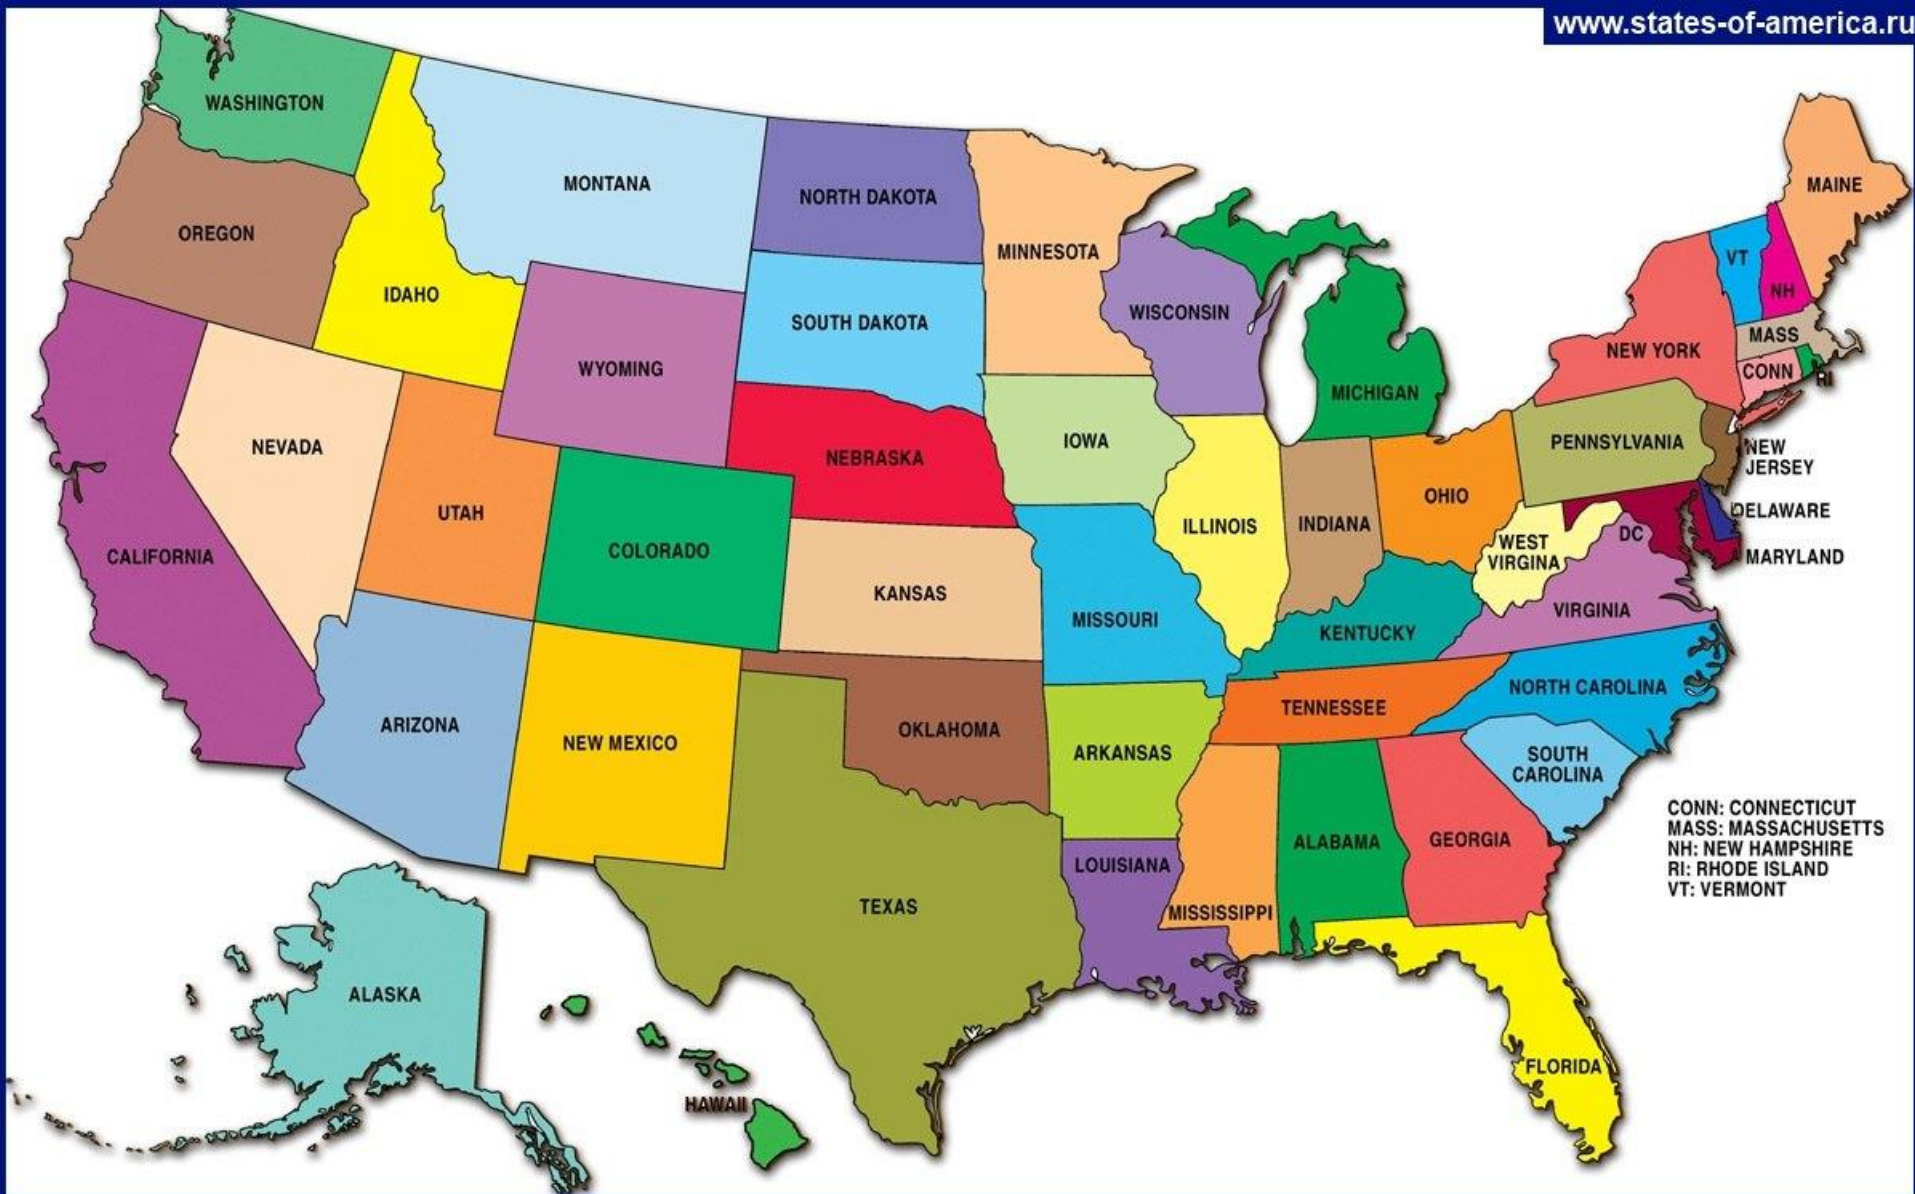 www.states-of-america.ru
WASHINGTON
OREGON
IDAHO
MONTANA
NORTH DAKOTA
MINNESOTA
SOUTH DAKOTA
WYOMING
WISCONSIN
MICHIGAN
MAINE
VT
NH
MASS
NEW YORK
CONN
RI
NEVADA
UTAH
CALIFORNIA
COLORADO
NEBRASKA
IOWA
ILLINOIS
INDIANA
OHIO
PENNSYLVANIA
NEW
JERSEY
DELAWARE
MARYLAND
DC
WEST
VIRGINA
VIRGINIA
KANSAS
MISSOURI
KENTUCKY
ARIZONA
NEW MEXICO
OKLAHOMA
ARKANSAS
TENNESSEE
NORTH CAROLINA
SOUTH
CAROLINA
TEXAS
LOUISIANA
MISSISSIPPI
ALABAMA
GEORGIA
FLORIDA
ALASKA
HAWAII
CONN: CONNECTICUT
MASS: MASSACHUSETTS
NH: NEW HAMPSHIRE
RI: RHODE ISLAND
VT: VERMONT